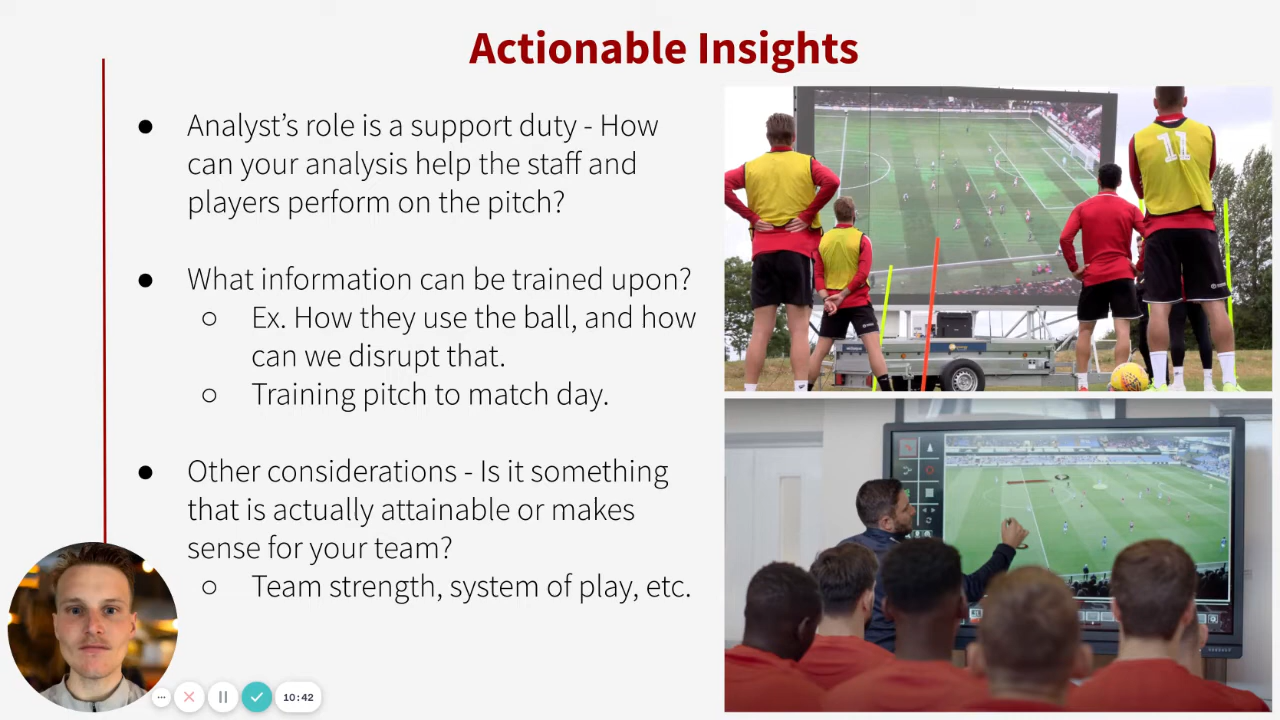 Actionable Insights
● Analyst’s role is a support duty - How
can your analysis help the staff and
players perform on the pitch?
● What information can be trained upon?
○ Ex. How they use the ball, and how
can we disrupt that.
○ Training pitch to match day.
● Other considerations - Is it something
that is actually attainable or makes
sense for your team?
○ Team strength, system of play, etc.
11
10:42